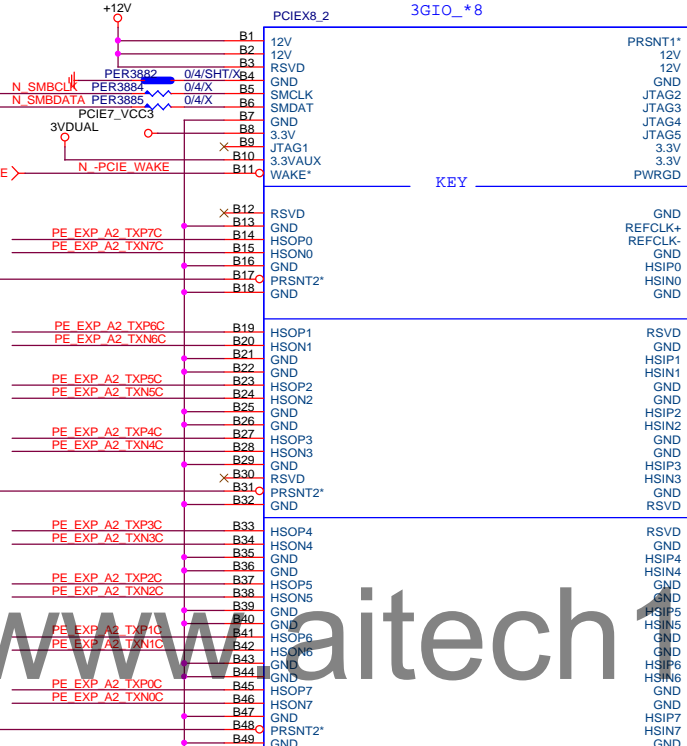 +12V
PCIEX8_2
3GIO_*8
B1 12V PRSNT1*
B2 12V 12V
B3 RSVD 12V
PER3882 0/4/SHT/X B4 GND GND
N_SMBCLK PER3884 0/4/X B5 SMCLK JTAG2
N_SMBDATA PER3885 0/4/X B6 SMDAT JTAG3
PCIE7_VCC3 B7 GND JTAG4
3VDUAL B8 3.3V JTAG5
B9 JTAG1 3.3V
B10 3.3VAUX 3.3V
E N_-PCIE_WAKE B11 WAKE* PWRGD
KEY
B12 RSVD GND
B13 GND REFCLK+
PE_EXP_A2_TXP7C B14 HSOP0 REFCLK-
PE_EXP_A2_TXN7C B15 HSON0 GND
B16 GND HSIP0
B17 PRSNT2* HSIN0
B18 GND GND
PE_EXP_A2_TXP6C B19 HSOP1 RSVD
PE_EXP_A2_TXN6C B20 HSON1 GND
B21 GND HSIP1
B22 GND HSIN1
PE_EXP_A2_TXP5C B23 HSOP2 GND
PE_EXP_A2_TXN5C B24 HSON2 GND
B25 GND HSIP2
B26 GND HSIN2
PE_EXP_A2_TXP4C B27 HSOP3 GND
PE_EXP_A2_TXN4C B28 HSON3 GND
B29 GND HSIP3
B30 RSVD HSIN3
B31 PRSNT2* GND
B32 GND RSVD
PE_EXP_A2_TXP3C B33 HSOP4 RSVD
PE_EXP_A2_TXN3C B34 HSON4 GND
B35 GND HSIP4
B36 GND HSIN4
PE_EXP_A2_TXP2C B37 HSOP5 GND
PE_EXP_A2_TXN2C B38 HSON5 GND
B39 GND HSIP5
B40 GND HSIN5
PE_EXP_A2_TXP1C B41 HSOP6 GND
PE_EXP_A2_TXN1C B42 HSON6 GND
B43 GND HSIP6
B44 GND HSIN6
PE_EXP_A2_TXP0C B45 HSOP7 GND
PE_EXP_A2_TXN0C B46 HSON7 GND
B47 GND HSIP7
B48 PRSNT2* HSIN7
B49 GND GND
www.aitech1